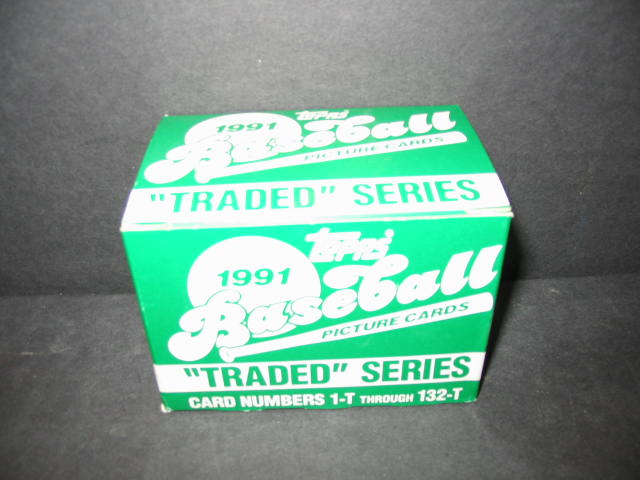 TOPPS
1991
Baseball
PICTURE CARDS
"TRADED" SERIES
TOPPS
1991
Baseball
PICTURE CARDS
"TRADED" SERIES
CARD NUMBERS 1-T THROUGH 132-T